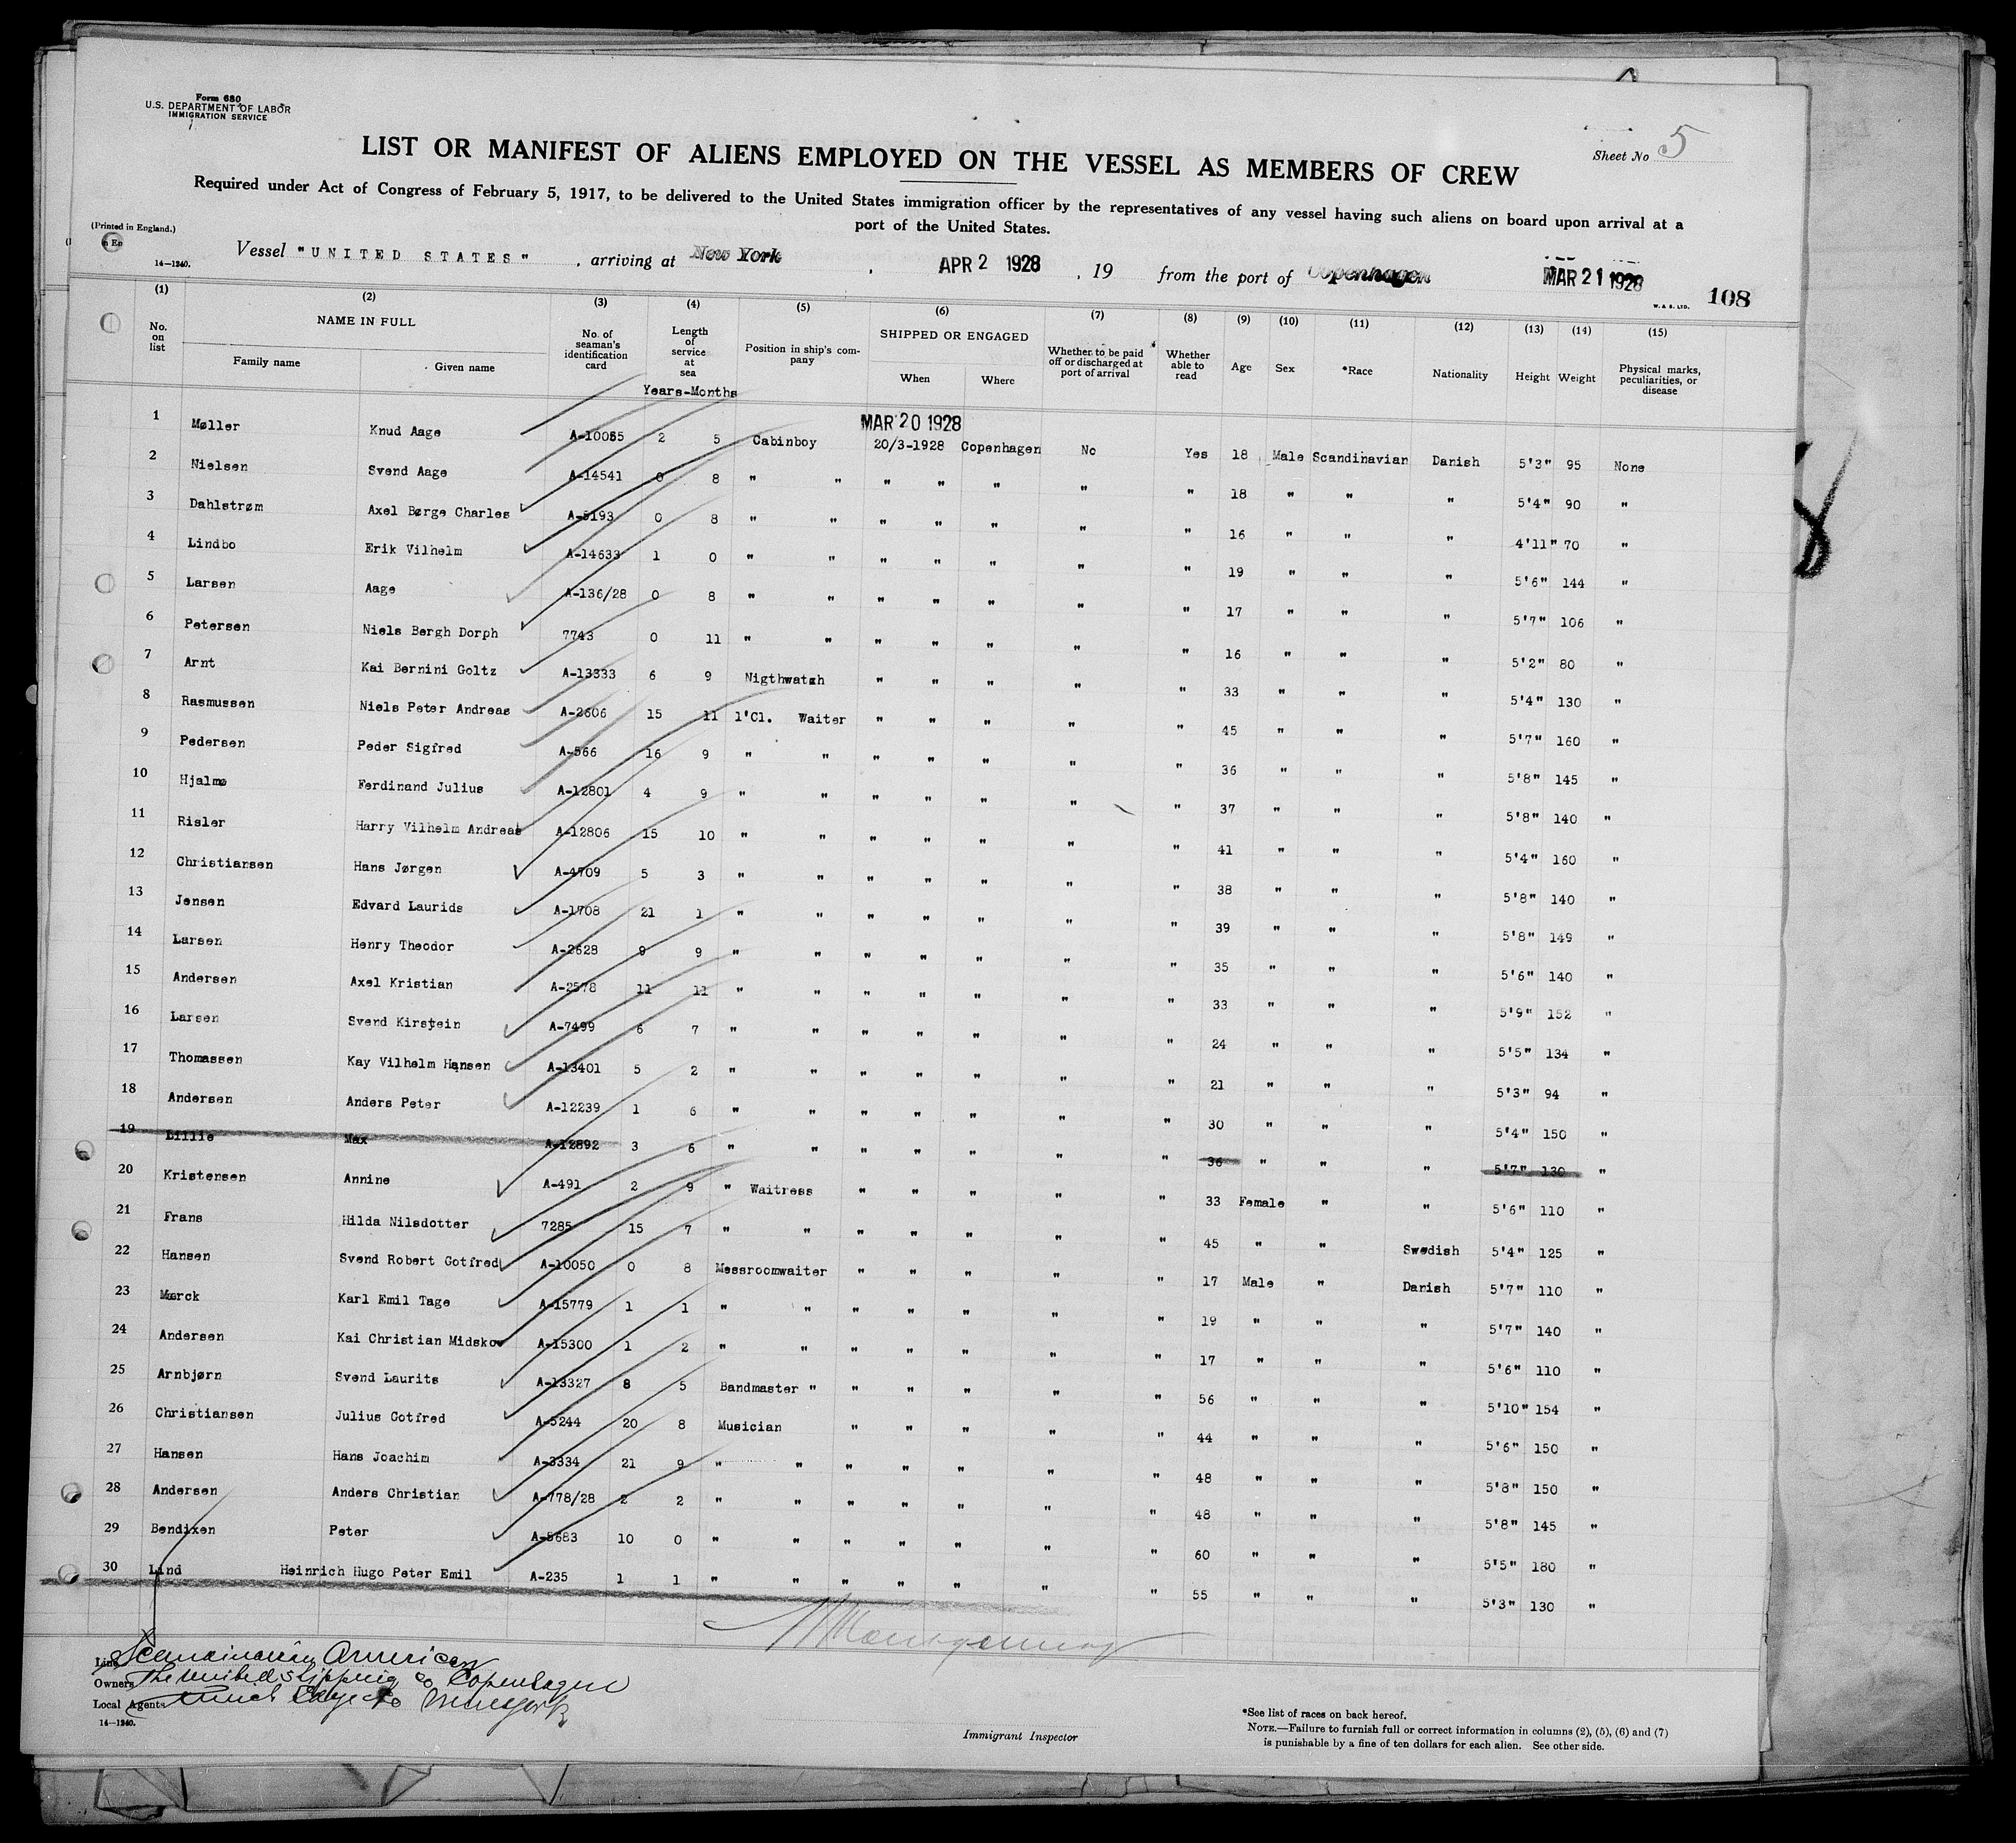 Form 680
U.S. DEPARTMENT OF LABOR
IMMIGRATION SERVICE
Sheet No 5
LIST OR MANIFEST OF ALIENS EMPLOYED ON THE VESSEL AS MEMBERS OF CREW
Required under Act of Congress of February 5, 1917, to be delivered to the United States immigration officer by the representatives of any vessel having such aliens on board upon arrival at a
port of the United States.
(Printed in England.)
14—1240.
Vessel "UNITED STATES" , arriving at New York , APR 2 1928 , 19 from the port of Copenhagen MAR 21 1928
W. & S. LTD. 108
(1) (2) (3) (4) (5) (6) (7) (8) (9) (10) (11) (12) (13) (14) (15)
No. on list NAME IN FULL Family name Given name No. of seaman's identification card Length of service at sea Position in ship's company SHIPPED OR ENGAGED When Where Whether to be paid off or discharged at port of arrival Whether able to read Age Sex *Race Nationality Height Weight Physical marks, peculiarities, or disease
Years-Months
MAR 20 1928
1 Møller Knud Aage A-10055 2 5 Cabinboy 20/3-1928 Copenhagen No Yes 18 Male Scandinavian Danish 5'3" 95 None
2 Nielsen Svend Aage A-14541 0 8 " " " " " " " 18 " " " 5'4" 90 "
3 Dahlstrøm Axel Børge Charles A-5193 0 8 " " " " " " " 16 " " " 4'11" 70 "
4 Lindbo Erik Vilhelm A-14633 1 0 " " " " " " " 19 " " " 5'6" 144 "
5 Larsen Aage A-136/28 0 8 " " " " " " " 17 " " " 5'7" 106 "
6 Petersen Niels Bergh Dorph 7743 0 11 " " " " " " " 16 " " " 5'2" 80 "
7 Arnt Kai Bernini Goltz A-13333 6 9 Nigthwatch " " " " " 33 " " " 5'4" 130 "
8 Rasmussen Niels Peter Andreas A-2606 15 11 1'Cl. Waiter " " " " " 45 " " " 5'7" 160 "
9 Pedersen Peder Sigfred A-566 16 9 " " " " " " " 36 " " " 5'8" 145 "
10 Hjalmø Ferdinand Julius A-12801 4 9 " " " " " " " 37 " " " 5'8" 140 "
11 Risler Harry Vilhelm Andreas A-12806 15 10 " " " " " " " 41 " " " 5'4" 160 "
12 Christiansen Hans Jørgen A-4709 5 3 " " " " " " " 38 " " " 5'8" 140 "
13 Jensen Edvard Laurids A-1708 21 1 " " " " " " " 39 " " " 5'8" 149 "
14 Larsen Henry Theodor A-2628 9 9 " " " " " " " 35 " " " 5'6" 140 "
15 Andersen Axel Kristian A-2578 11 11 " " " " " " " 33 " " " 5'9" 152 "
16 Larsen Svend Kirstein A-7499 6 7 " " " " " " " 24 " " " 5'5" 134 "
17 Thomassen Kay Vilhelm Hansen A-13401 5 2 " " " " " " " 21 " " " 5'3" 94 "
18 Andersen Anders Peter A-12239 1 6 " " " " " " " 30 " " " 5'4" 150 "
19 Lillie Max A-12892 3 6 " " " " " " " 36 " " " 5'7" 130 "
20 Kristensen Annine A-491 2 9 " Waitress " " " " " 33 Female " " 5'6" 110 "
21 Frans Hilda Nilsdotter 7285 15 7 " " " " " " " 45 " " Swedish 5'4" 125 "
22 Hansen Svend Robert Gotfred A-10050 0 8 Messroomwaiter " " " " " 17 Male " Danish 5'7" 110 "
23 Mærck Karl Emil Tage A-15779 1 1 " " " " " " " 19 " " " 5'7" 140 "
24 Andersen Kai Christian Midskov A-15300 1 2 " " " " " " " 17 " " " 5'6" 110 "
25 Arnbjørn Svend Laurits A-13327 8 5 Bandmaster " " " " " " 56 " " " 5'10" 154 "
26 Christiansen Julius Gotfred A-5244 20 8 Musician " " " " " 44 " " " 5'6" 150 "
27 Hansen Hans Joachim A-3334 21 9 " " " " " " " 48 " " " 5'8" 150 "
28 Andersen Anders Christian A-778/28 2 2 " " " " " " " 48 " " " 5'8" 145 "
29 Bendixen Peter A-5683 10 0 " " " " " " " 60 " " " 5'5" 180 "
30 Lind Heinrich Hugo Peter Emil A-235 1 1 " " " " " " " 55 " " " 5'3" 130 "
Line Scandinavian American
Owners The United Shipping Co Copenhagen
Local Agents New York
14—1240.
Immigrant Inspector
*See list of races on back hereof.
NOTE.—Failure to furnish full or correct information in columns (2), (5), (6) and (7)
is punishable by a fine of ten dollars for each alien. See other side.